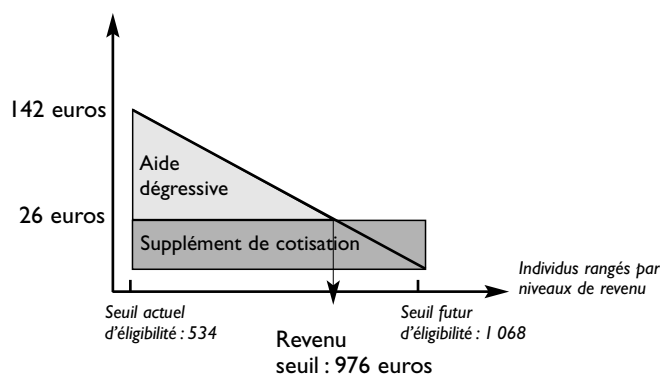 142 euros
Aide
dégressive
26 euros
Supplément de cotisation
Individus rangés par
niveaux de revenu
Seuil actuel
d'éligibilité : 534
Seuil futur
d'éligibilité : 1 068
Revenu
seuil : 976 euros